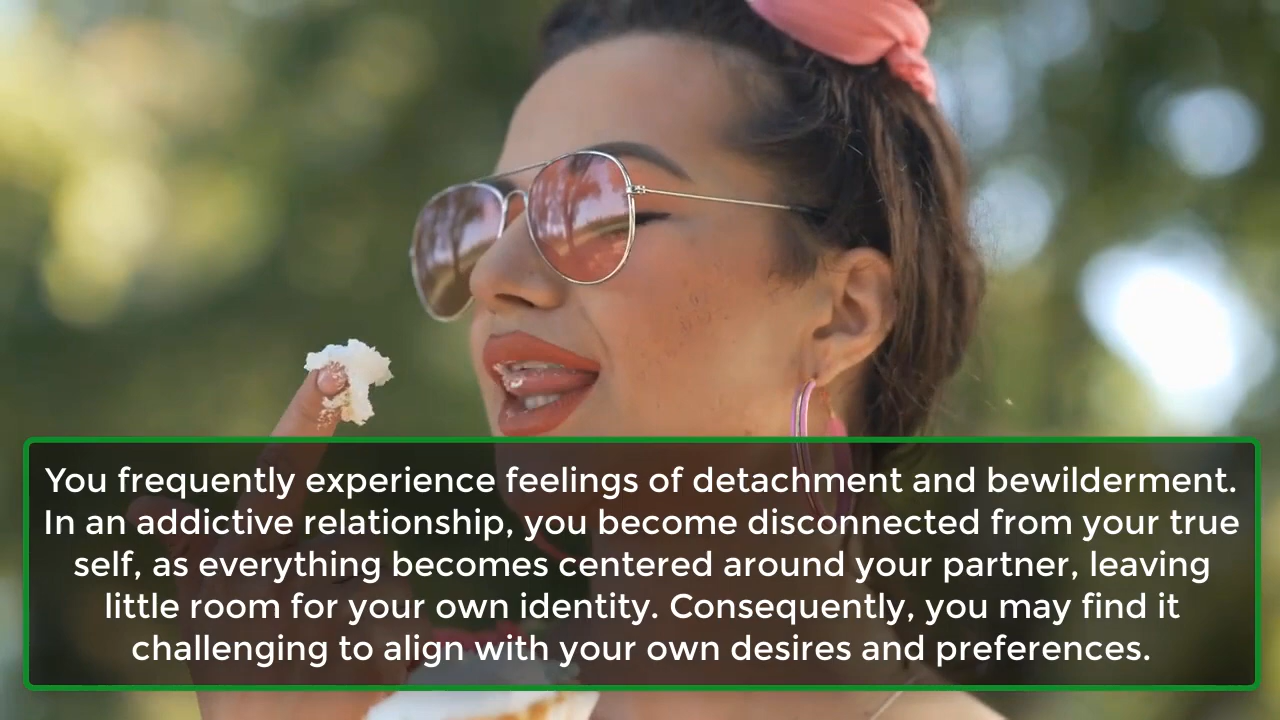 You frequently experience feelings of detachment and bewilderment.
In an addictive relationship, you become disconnected from your true
self, as everything becomes centered around your partner, leaving
little room for your own identity. Consequently, you may find it
challenging to align with your own desires and preferences.